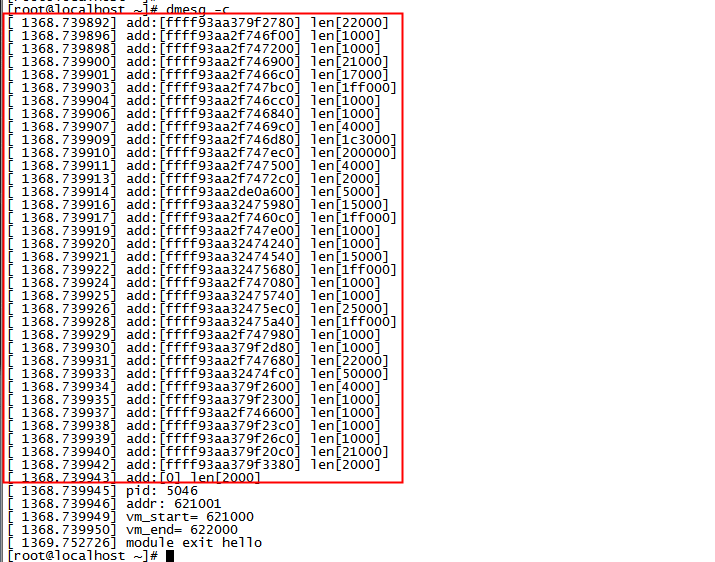 [root@localhost ~]# dmesg -c
[ 1368.739892] add:[ffff93aa379f2780] len[22000]
[ 1368.739896] add:[ffff93aa2f746f00] len[1000]
[ 1368.739898] add:[ffff93aa2f747200] len[1000]
[ 1368.739900] add:[ffff93aa2f746900] len[21000]
[ 1368.739901] add:[ffff93aa2f7466c0] len[17000]
[ 1368.739903] add:[ffff93aa2f747bc0] len[1ff000]
[ 1368.739904] add:[ffff93aa2f746cc0] len[1000]
[ 1368.739906] add:[ffff93aa2f746840] len[1000]
[ 1368.739907] add:[ffff93aa2f7469c0] len[4000]
[ 1368.739909] add:[ffff93aa2f746d80] len[1c3000]
[ 1368.739910] add:[ffff93aa2f747ec0] len[200000]
[ 1368.739911] add:[ffff93aa2f747500] len[4000]
[ 1368.739913] add:[ffff93aa2f7472c0] len[2000]
[ 1368.739914] add:[ffff93aa2de0a600] len[5000]
[ 1368.739916] add:[ffff93aa32475980] len[15000]
[ 1368.739917] add:[ffff93aa2f7460c0] len[1ff000]
[ 1368.739919] add:[ffff93aa2f747e00] len[1000]
[ 1368.739920] add:[ffff93aa32474240] len[1000]
[ 1368.739921] add:[ffff93aa32474540] len[15000]
[ 1368.739922] add:[ffff93aa32475680] len[1ff000]
[ 1368.739924] add:[ffff93aa2f747080] len[1000]
[ 1368.739925] add:[ffff93aa32475740] len[1000]
[ 1368.739926] add:[ffff93aa32475ec0] len[25000]
[ 1368.739928] add:[ffff93aa32475a40] len[1ff000]
[ 1368.739929] add:[ffff93aa2f747980] len[1000]
[ 1368.739930] add:[ffff93aa379f2d80] len[1000]
[ 1368.739931] add:[ffff93aa2f747680] len[22000]
[ 1368.739933] add:[ffff93aa32474fc0] len[50000]
[ 1368.739934] add:[ffff93aa379f2600] len[4000]
[ 1368.739935] add:[ffff93aa379f2300] len[1000]
[ 1368.739937] add:[ffff93aa2f746600] len[1000]
[ 1368.739938] add:[ffff93aa379f23c0] len[1000]
[ 1368.739939] add:[ffff93aa379f26c0] len[1000]
[ 1368.739940] add:[ffff93aa379f20c0] len[21000]
[ 1368.739942] add:[ffff93aa379f3380] len[2000]
[ 1368.739943] add:[0] len[2000]
[ 1368.739945] pid: 5046
[ 1368.739946] addr: 621001
[ 1368.739949] vm_start= 621000
[ 1368.739950] vm_end= 622000
[ 1369.752726] module exit hello
[root@localhost ~]#